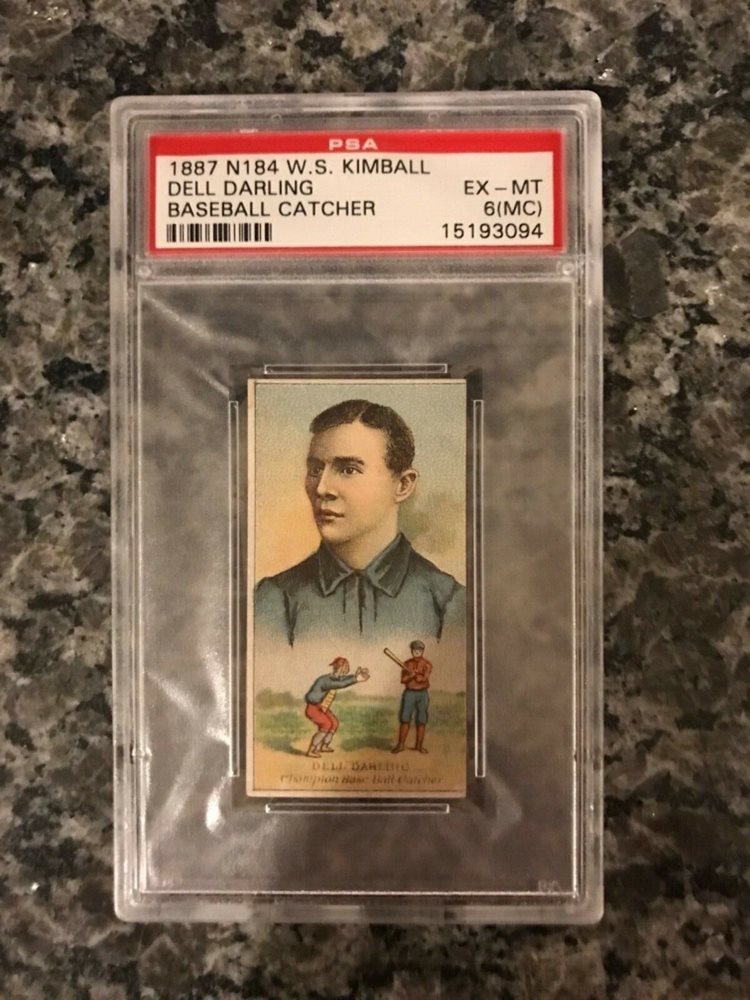 PSA
1887 N184 W.S. KIMBALL
DELL DARLING EX - MT
BASEBALL CATCHER 6(MC)
15193094
DELL DARLING
Champion Base Ball Catcher